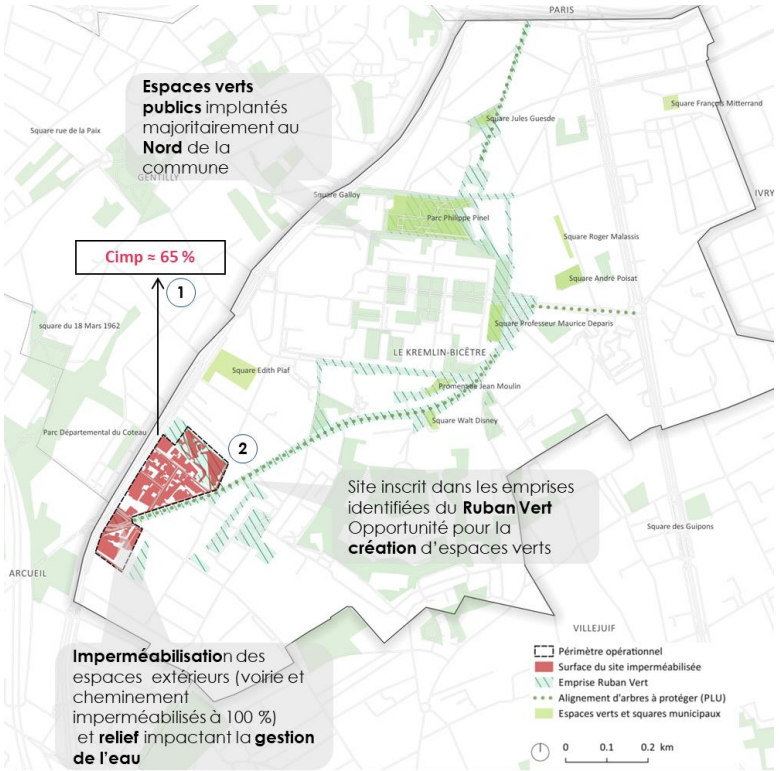 PARIS
Espaces verts
publics implantés
majoritairement au
Nord de la
commune
Square François Mitterrand
Square Jules Guesde
Square rue de la Paix
GENTILLY
Square Galloy
IVRY
Parc Philippe Pinel
Square Roger Malassis
Cimp ≈ 65 %
1
Square André Poisat
square du 18 Mars 1962
Square Professeur Maurice Deparis
LE KREMLIN-BICÊTRE
Square Edith Piaf
Promenade Jean Moulin
Square Walt Disney
Parc Départemental du Coteau
2
Site inscrit dans les emprises
identifiées du Ruban Vert
Opportunité pour la
création d'espaces verts
Square des Guipons
ARCUEIL
VILLEJUIF
Imperméabilisation des
espaces extérieurs (voirie et
cheminement
imperméabilisés à 100 %)
et relief impactant la gestion
de l'eau
Périmètre opérationnel
Surface du site imperméabilisée
Emprise Ruban Vert
Alignement d'arbres à protéger (PLU)
Espaces verts et squares municipaux
0 0.1 0.2 km